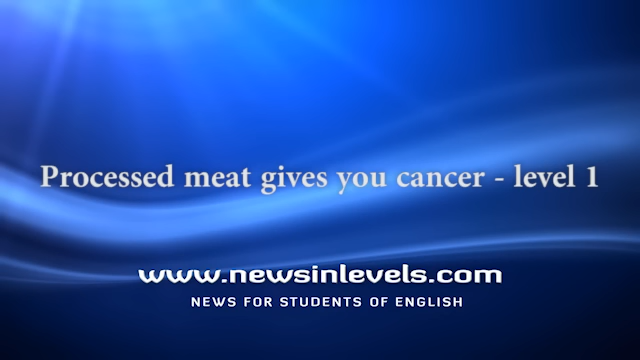 Processed meat gives you cancer - level 1
www.newsinlevels.com
NEWS FOR STUDENTS OF ENGLISH